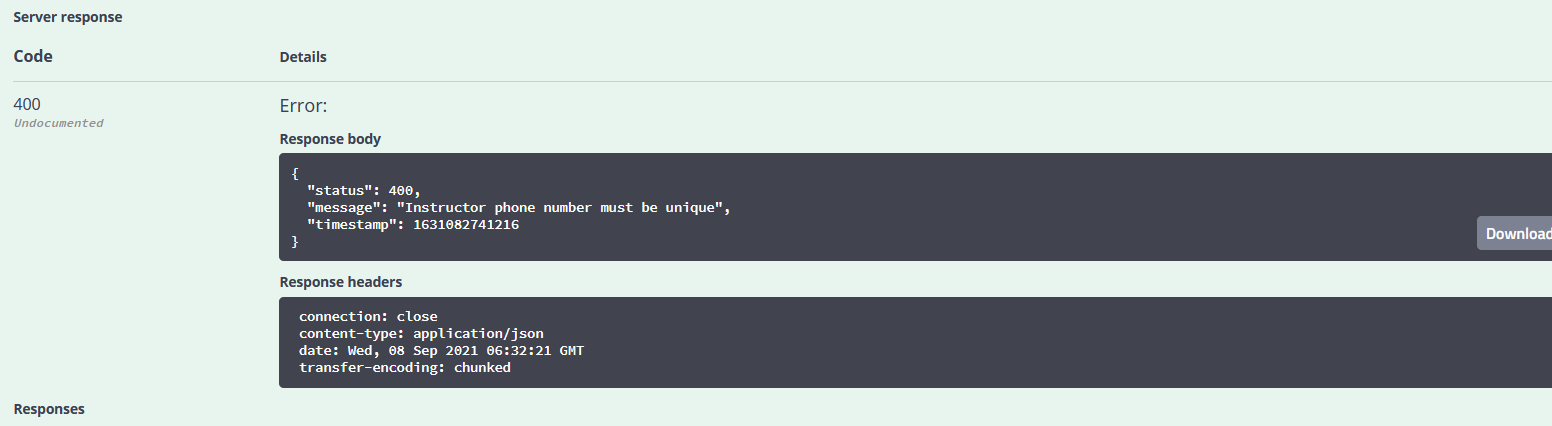 Server response
Code Details
400 Error:
Undocumented
Response body
{
"status": 400,
"message": "Instructor phone number must be unique",
"timestamp": 1631082741216
}
Download
Response headers
connection: close
content-type: application/json
date: Wed, 08 Sep 2021 06:32:21 GMT
transfer-encoding: chunked
Responses